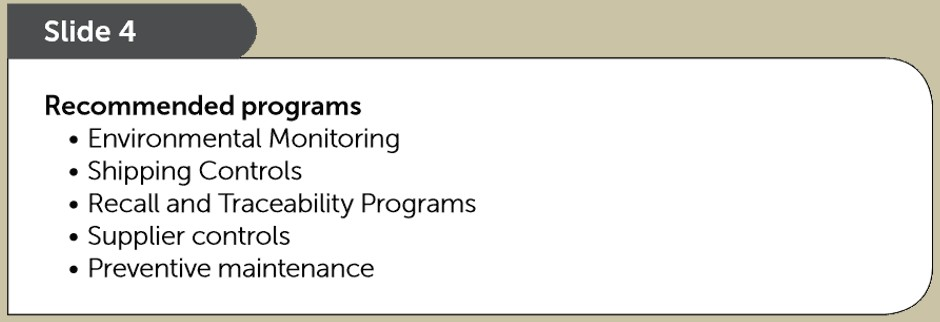 Slide 4
Recommended programs
• Environmental Monitoring
• Shipping Controls
• Recall and Traceability Programs
• Supplier controls
• Preventive maintenance